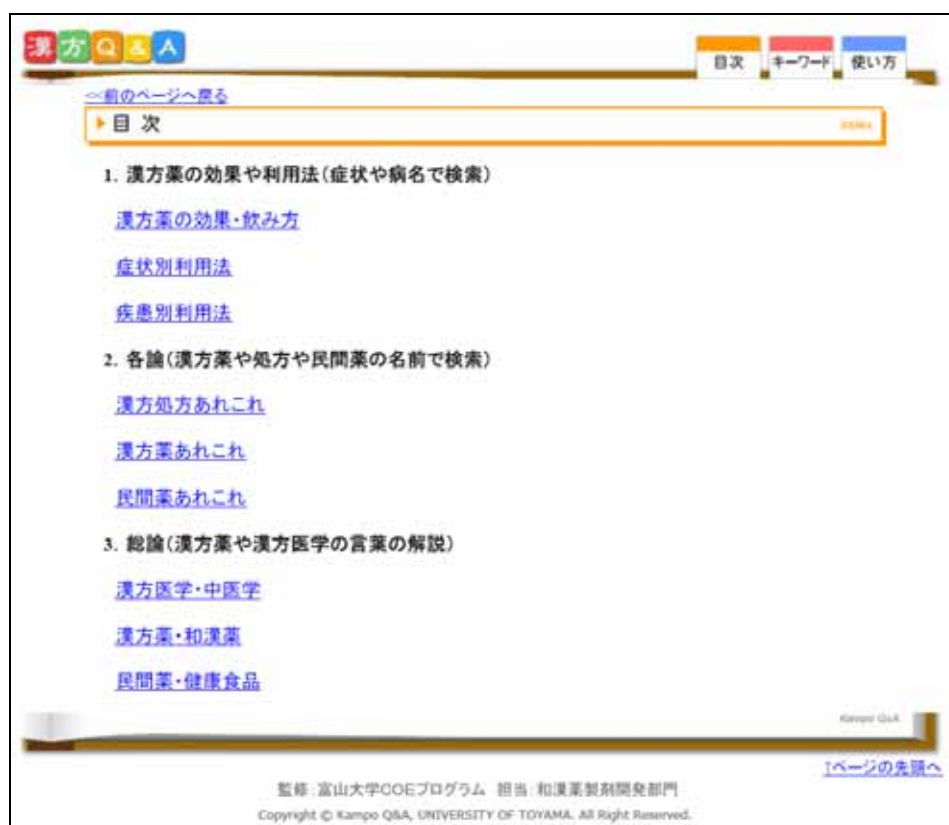 漢方Q&A
目次 キーワード 使い方
<<前のページへ戻る
目 次
Index
1. 漢方薬の効果や利用法(症状や病名で検索)
漢方薬の効果・飲み方
症状別利用法
疾患別利用法
2. 各論(漢方薬や処方や民間薬の名前で検索)
漢方処方あれこれ
漢方薬あれこれ
民間薬あれこれ
3. 総論(漢方薬や漢方医学の言葉の解説)
漢方医学・中医学
漢方薬・和漢薬
民間薬・健康食品
Kampo Q&A
↑ページの先頭へ
監修:富山大学COEプログラム 担当:和漢薬製剤開発部門
Copyright © Kampo Q&A, UNIVERSITY OF TOYAMA. All Right Reserved.